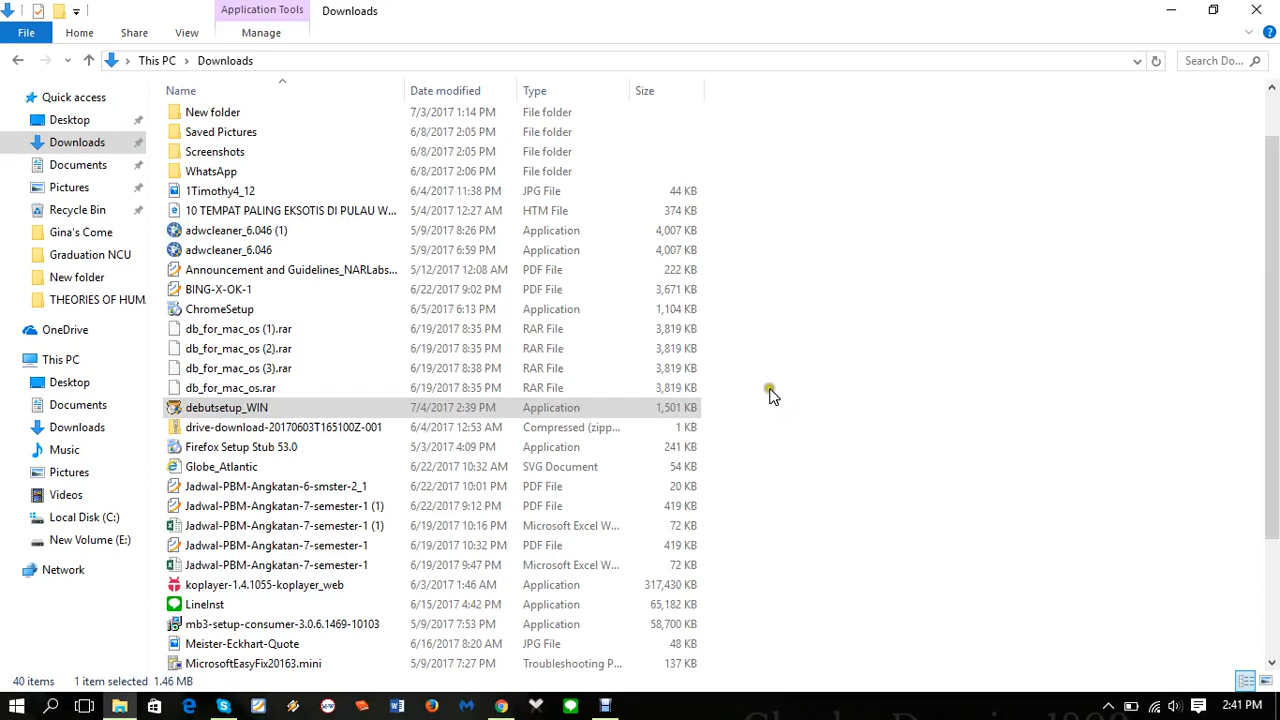 Application Tools Downloads
File Home Share View Manage
This PC Downloads Search Do...
Name Date modified Type Size
Quick access
Desktop
Downloads
Documents
Pictures
Recycle Bin
Gina's Come
Graduation NCU
New folder
THEORIES OF HUM
OneDrive
This PC
Desktop
Documents
Downloads
Music
Pictures
Videos
Local Disk (C:)
New Volume (E:)
Network
New folder 7/3/2017 1:14 PM File folder
Saved Pictures 6/8/2017 2:05 PM File folder
Screenshots 6/8/2017 2:05 PM File folder
WhatsApp 6/8/2017 2:06 PM File folder
1Timothy4_12 6/4/2017 11:38 PM JPG File 44 KB
10 TEMPAT PALING EKSOTIS DI PULAU W... 5/4/2017 12:27 AM HTM File 374 KB
adwcleaner_6.046 (1) 5/9/2017 8:26 PM Application 4,007 KB
adwcleaner_6.046 5/9/2017 6:59 PM Application 4,007 KB
Announcement and Guidelines_NARLabs... 5/12/2017 12:08 AM PDF File 222 KB
BING-X-OK-1 6/22/2017 9:02 PM PDF File 3,671 KB
ChromeSetup 6/5/2017 6:13 PM Application 1,104 KB
db_for_mac_os (1).rar 6/19/2017 8:35 PM RAR File 3,819 KB
db_for_mac_os (2).rar 6/19/2017 8:35 PM RAR File 3,819 KB
db_for_mac_os (3).rar 6/19/2017 8:38 PM RAR File 3,819 KB
db_for_mac_os.rar 6/19/2017 8:35 PM RAR File 3,819 KB
debutsetup_WIN 7/4/2017 2:39 PM Application 1,501 KB
drive-download-20170603T165100Z-001 6/4/2017 12:53 AM Compressed (zipp... 1 KB
Firefox Setup Stub 53.0 5/3/2017 4:09 PM Application 241 KB
Globe_Atlantic 6/22/2017 10:32 AM SVG Document 54 KB
Jadwal-PBM-Angkatan-6-smster-2_1 6/22/2017 10:01 PM PDF File 20 KB
Jadwal-PBM-Angkatan-7-semester-1 (1) 6/22/2017 9:12 PM PDF File 419 KB
Jadwal-PBM-Angkatan-7-semester-1 (1) 6/19/2017 10:16 PM Microsoft Excel W... 72 KB
Jadwal-PBM-Angkatan-7-semester-1 6/19/2017 10:32 PM PDF File 419 KB
Jadwal-PBM-Angkatan-7-semester-1 6/19/2017 9:47 PM Microsoft Excel W... 72 KB
koplayer-1.4.1055-koplayer_web 6/3/2017 1:46 AM Application 317,430 KB
LineInst 6/15/2017 4:42 PM Application 65,182 KB
mb3-setup-consumer-3.0.6.1469-10103 5/9/2017 7:53 PM Application 58,700 KB
Meister-Eckhart-Quote 6/16/2017 8:20 AM JPG File 48 KB
MicrosoftEasyFix20163.mini 5/9/2017 7:27 PM Troubleshooting P... 137 KB
40 items 1 item selected 1.46 MB
2:41 PM